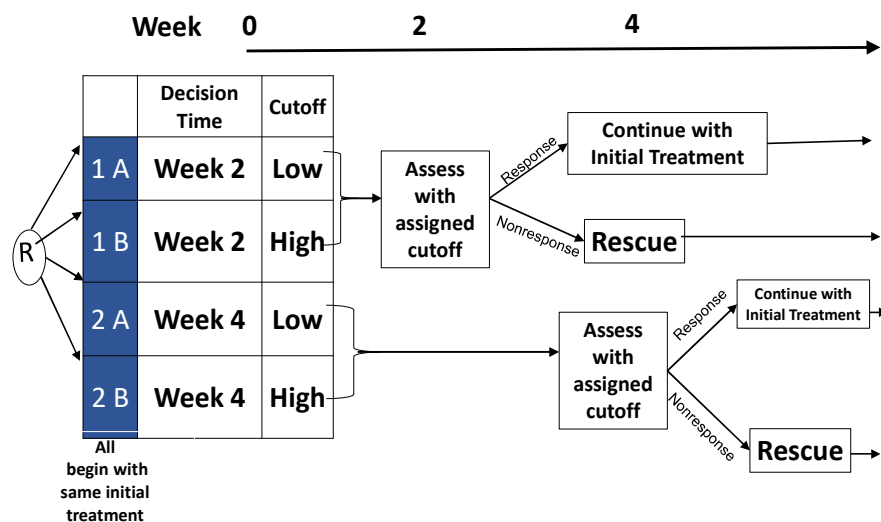 Week 0 2 4
Decision
Time
Cutoff
1 A Week 2 Low
1 B Week 2 High
2 A Week 4 Low
2 B Week 4 High
R
All
begin with
same initial
treatment
Assess
with
assigned
cutoff
Response
Nonresponse
Continue with
Initial Treatment
Rescue
Assess
with
assigned
cutoff
Response
Nonresponse
Continue with
Initial Treatment
Rescue